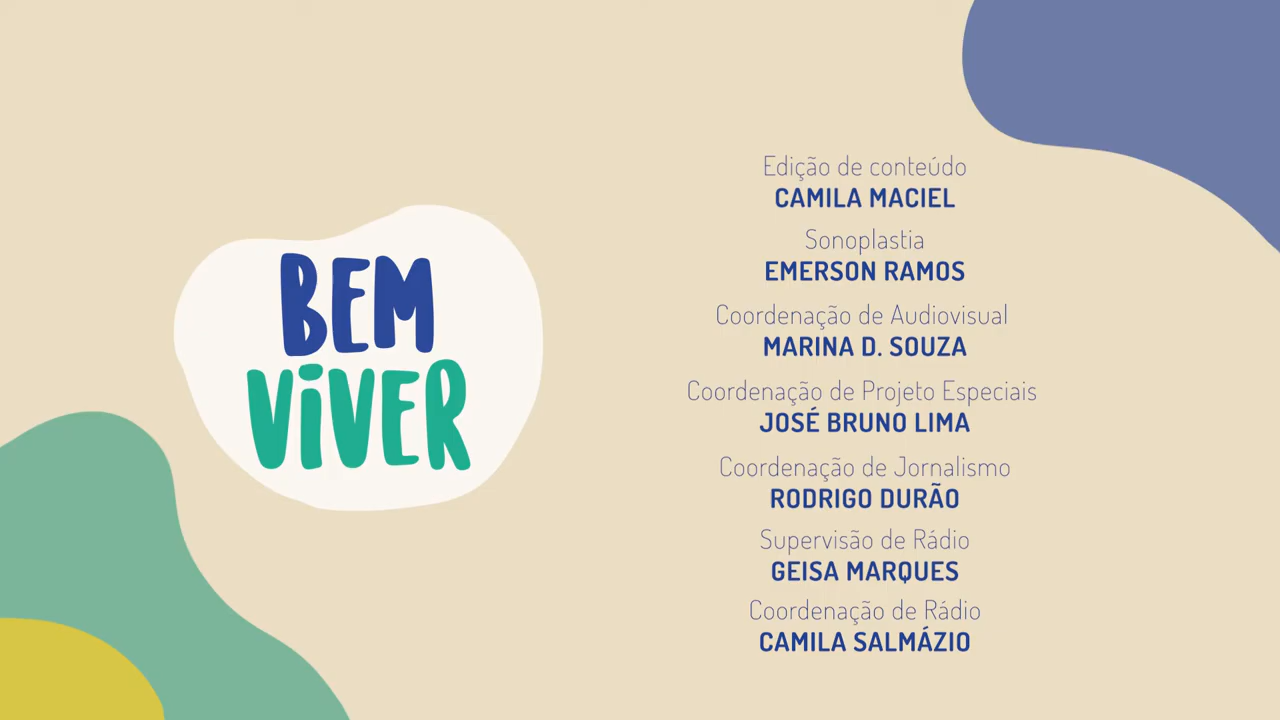 BEM
ViVER
Edição de conteúdo
CAMILA MACIEL
Sonoplastia
EMERSON RAMOS
Coordenação de Audiovisual
MARINA D. SOUZA
Coordenação de Projeto Especiais
JOSÉ BRUNO LIMA
Coordenação de Jornalismo
RODRIGO DURÃO
Supervisão de Rádio
GEISA MARQUES
Coordenação de Rádio
CAMILA SALMÁZIO